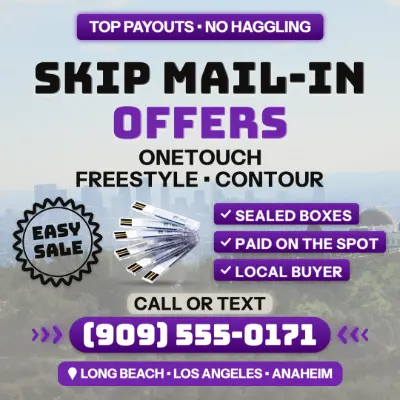 TOP PAYOUTS • NO HAGGLING
SKIP MAIL-IN
OFFERS
ONETOUCH
FREESTYLE • CONTOUR
EASY
SALE
SEALED BOXES
PAID ON THE SPOT
LOCAL BUYER
CALL OR TEXT
(909) 555-0171
LONG BEACH • LOS ANGELES • ANAHEIM